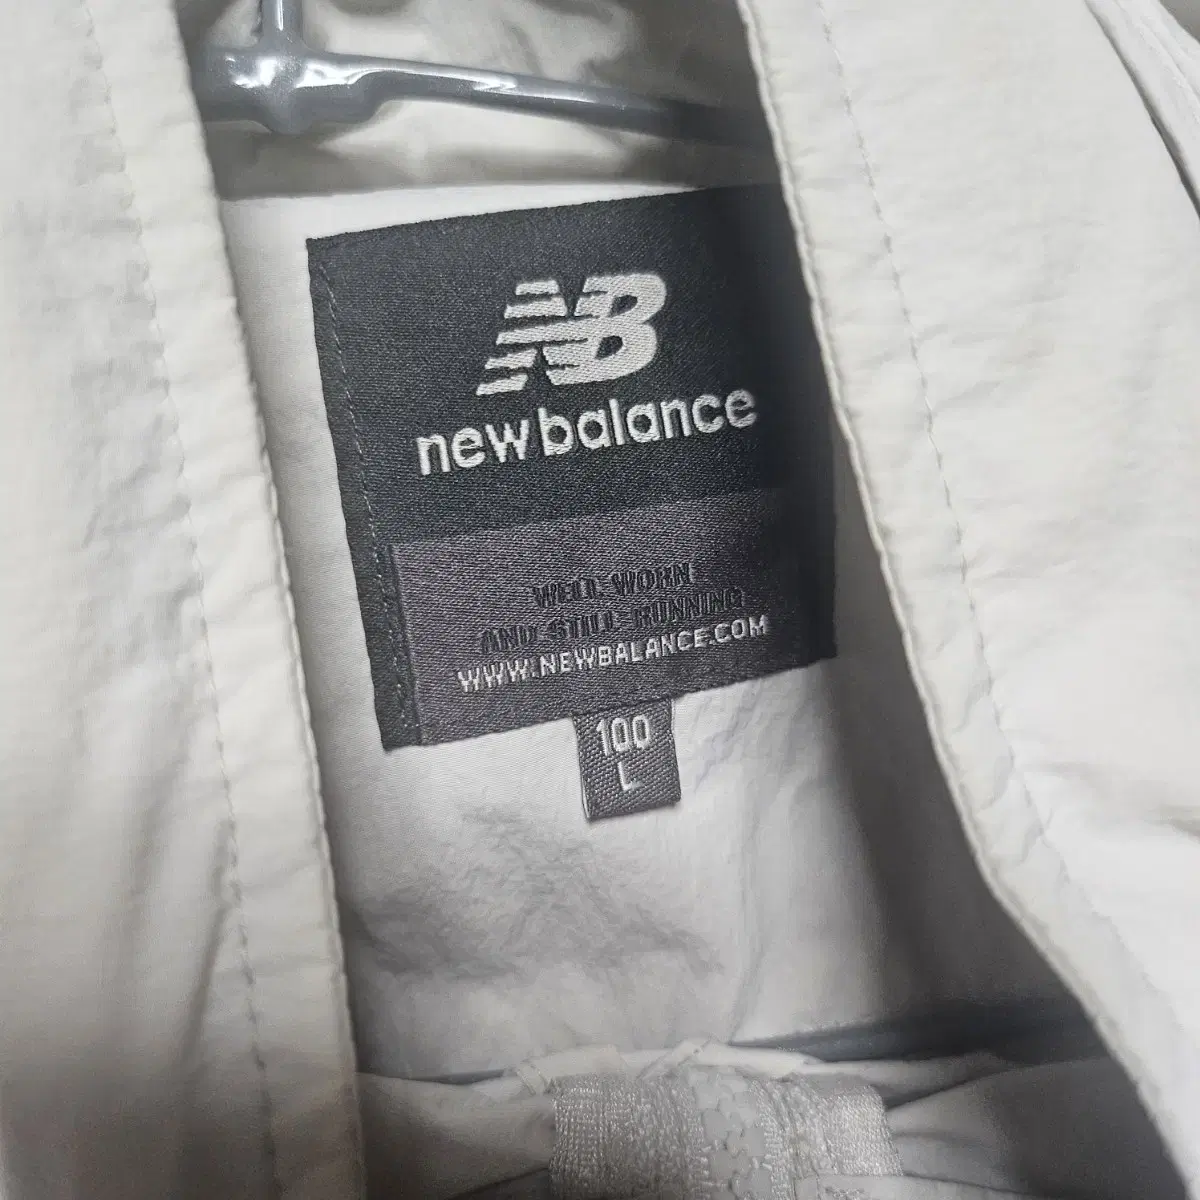 NB
new balance
WELL WORN
AND STILL RUNNING
WWW.NEWBALANCE.COM
100
L